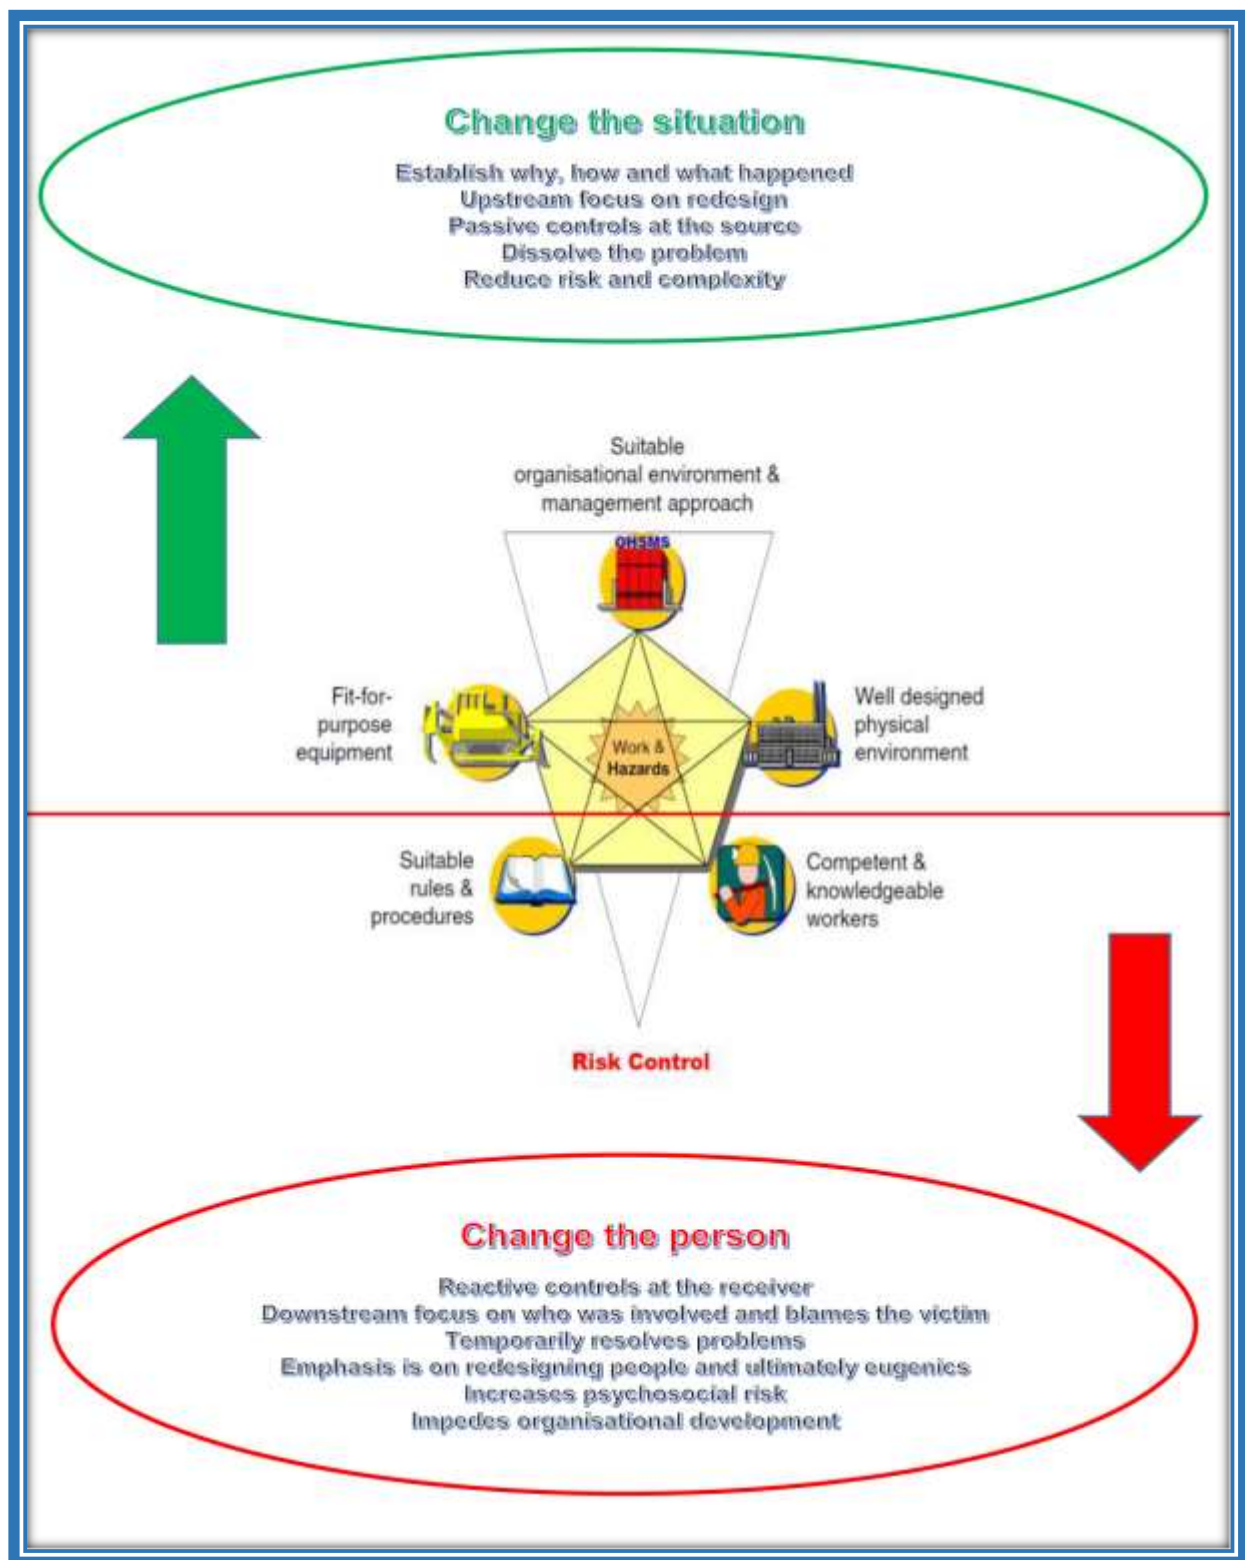 Change the situation
Establish why, how and what happened
Upstream focus on redesign
Passive controls at the source
Dissolve the problem
Reduce risk and complexity
Suitable
organisational environment &
management approach
OHSMS
Fit-for-
purpose
equipment
Well designed
physical
environment
Work &
Hazards
Suitable
rules &
procedures
Competent &
knowledgeable
workers
Risk Control
Change the person
Reactive controls at the receiver
Downstream focus on who was involved and blames the victim
Temporarily resolves problems
Emphasis is on redesigning people and ultimately eugenics
Increases psychosocial risk
Impedes organisational development